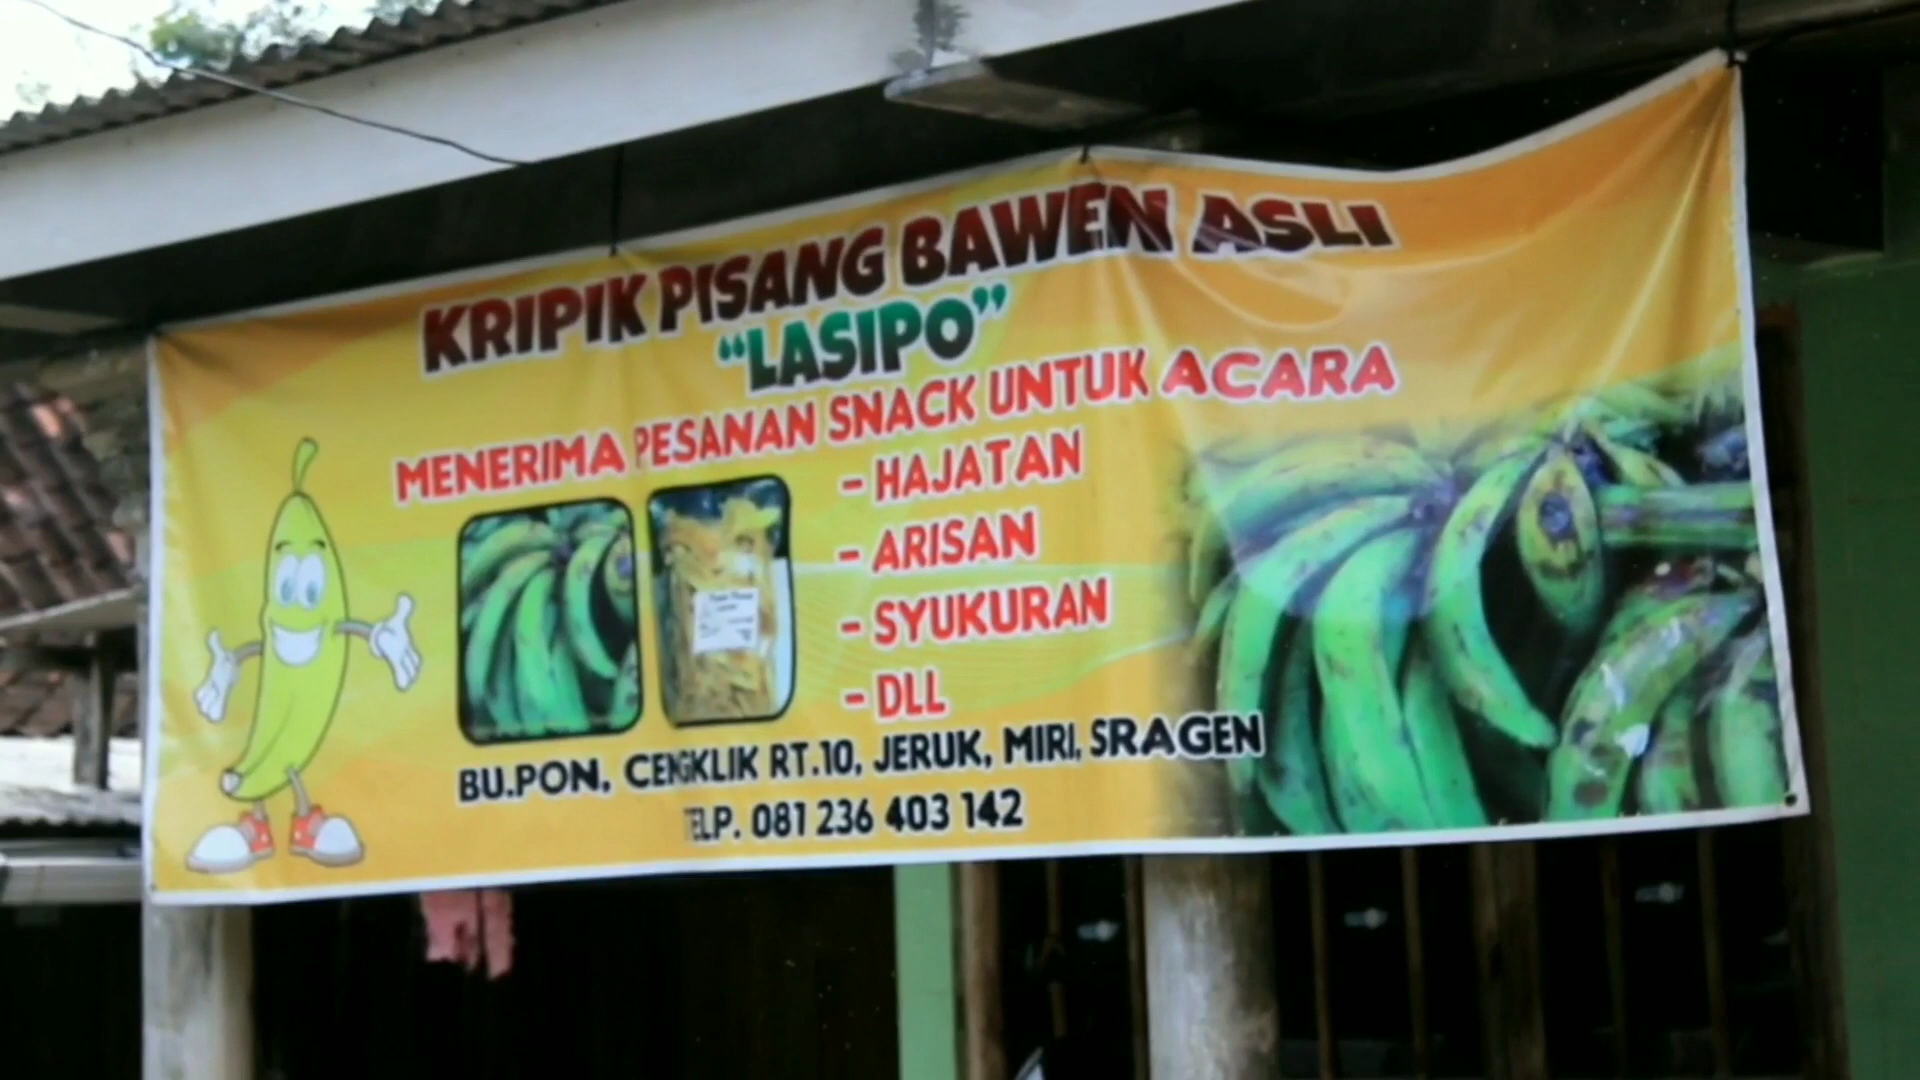 KRIPIK PISANG BAWEN ASLI
"LASIPO"
MENERIMA PESANAN SNACK UNTUK ACARA
- HAJATAN
- ARISAN
- SYUKURAN
- DLL
BU.PON, CENGKLIK RT.10, JERUK, MIRI, SRAGEN
TELP. 081 236 403 142